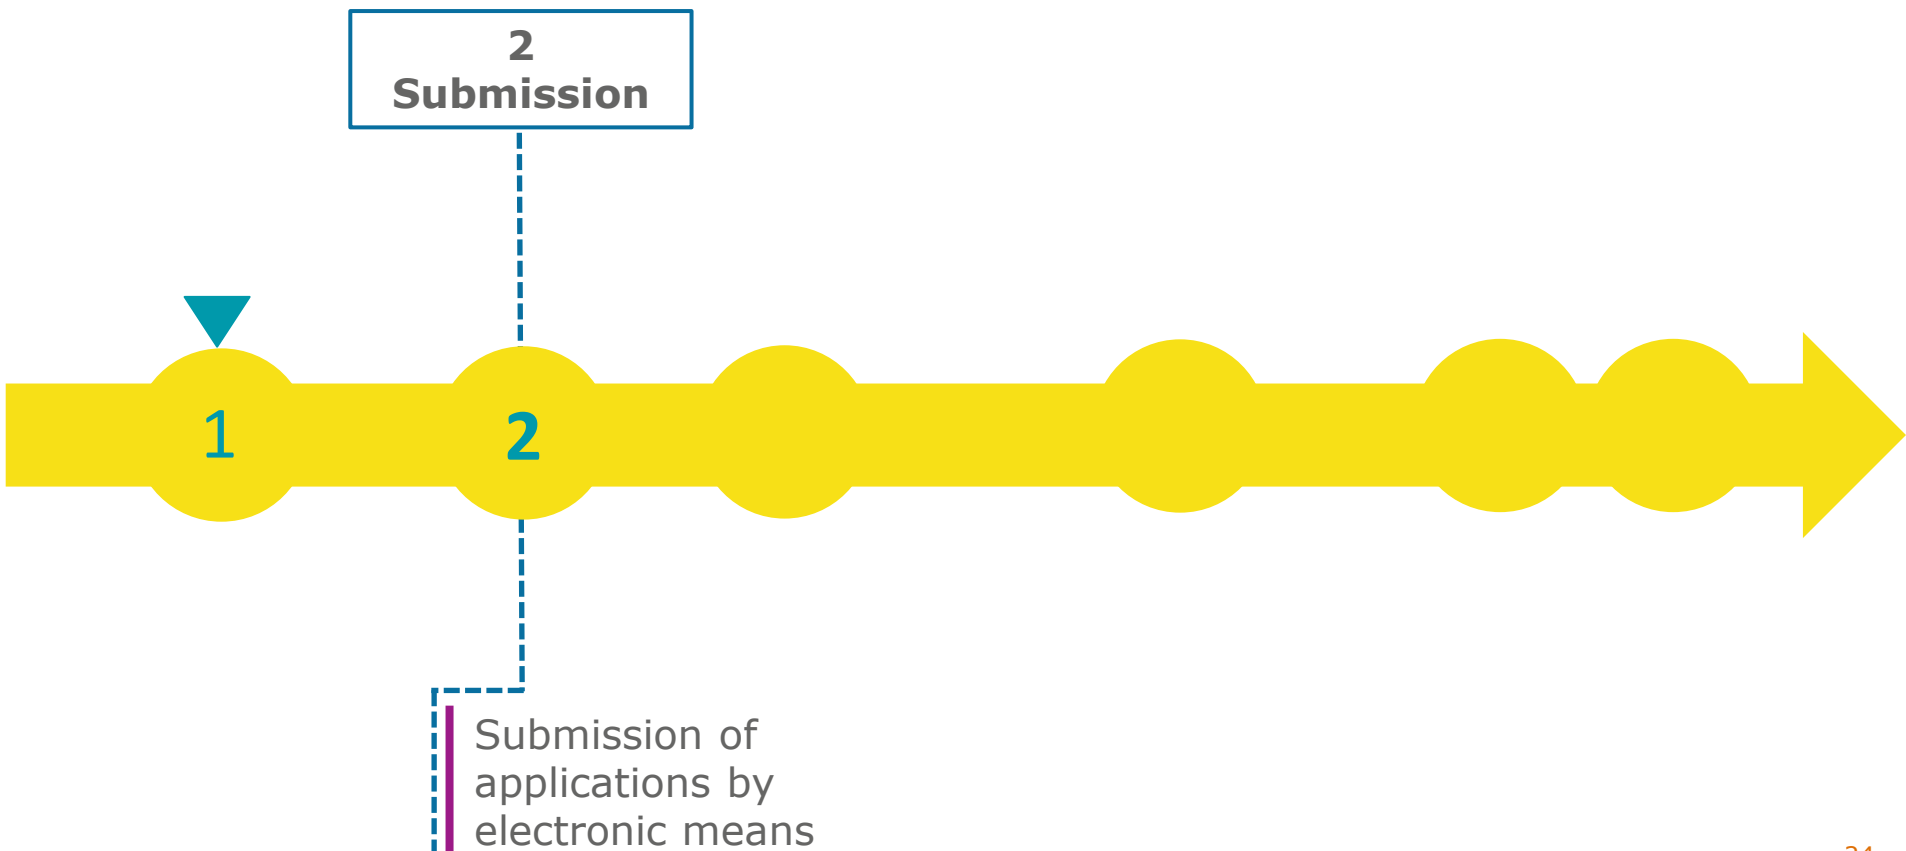 2
Submission
1
2
Submission of
applications by
electronic means